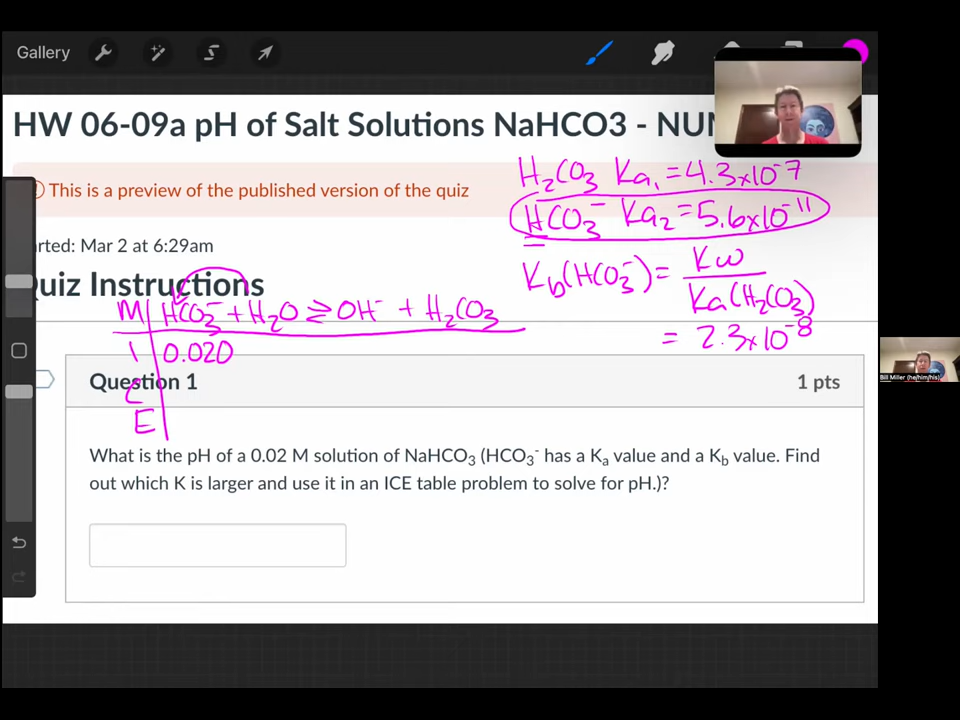 Gallery
HW 06-09a pH of Salt Solutions NaHCO3 - NU
This is a preview of the published version of the quiz
H₂CO₃ Ka₁ = 4.3x10⁻⁷
HCO₃⁻ Ka₂ = 5.6x10⁻¹¹
arted: Mar 2 at 6:29am
Kb(HCO₃⁻) = Kw
Ka(H₂CO₃)
= 2.3x10⁻⁸
Quiz Instructions
M HCO₃⁻ + H₂O ⇌ OH⁻ + H₂CO₃
I 0.020
C
E
Question 1 1 pts
What is the pH of a 0.02 M solution of NaHCO₃ (HCO₃⁻ has a Kₐ value and a K_b value. Find
out which K is larger and use it in an ICE table problem to solve for pH.)?
Bill Miller (he/him/his)